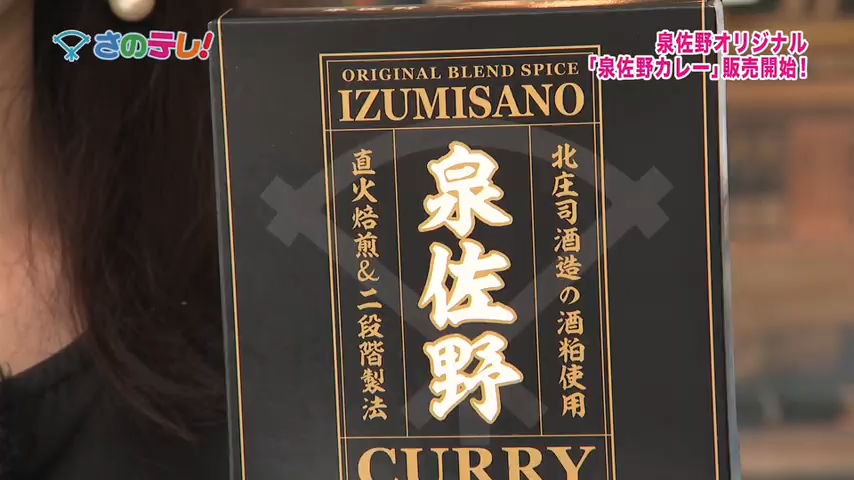 さのテレ!
泉佐野オリジナル
「泉佐野カレー」販売開始!
ORIGINAL BLEND SPICE
IZUMISANO
北庄司酒造の酒粕使用
泉佐野
直火焙煎&二段階製法
CURRY